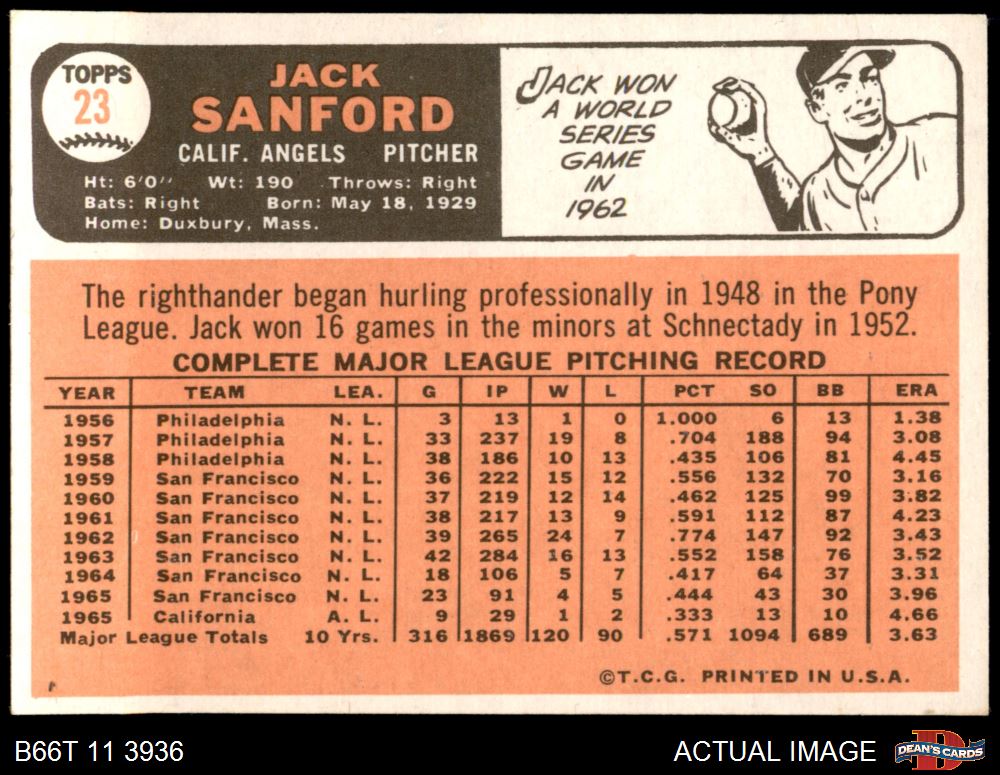 TOPPS
23
JACK
SANFORD
CALIF. ANGELS PITCHER
Ht: 6'0" Wt: 190 Throws: Right
Bats: Right Born: May 18, 1929
Home: Duxbury, Mass.
JACK WON
A WORLD
SERIES
GAME
IN
1962
The righthander began hurling professionally in 1948 in the Pony
League. Jack won 16 games in the minors at Schnectady in 1952.
COMPLETE MAJOR LEAGUE PITCHING RECORD
YEAR TEAM LEA. G IP W L PCT SO BB ERA
1956 Philadelphia N. L. 3 13 1 0 1.000 6 13 1.38
1957 Philadelphia N. L. 33 237 19 8 .704 188 94 3.08
1958 Philadelphia N. L. 38 186 10 13 .435 106 81 4.45
1959 San Francisco N. L. 36 222 15 12 .556 132 70 3.16
1960 San Francisco N. L. 37 219 12 14 .462 125 99 3.82
1961 San Francisco N. L. 38 217 13 9 .591 112 87 4.23
1962 San Francisco N. L. 39 265 24 7 .774 147 92 3.43
1963 San Francisco N. L. 42 284 16 13 .552 158 76 3.52
1964 San Francisco N. L. 18 106 5 7 .417 64 37 3.31
1965 San Francisco N. L. 23 91 4 5 .444 43 30 3.96
1965 California A. L. 9 29 1 2 .333 13 10 4.66
Major League Totals 10 Yrs. 316 1869 120 90 .571 1094 689 3.63
©T.C.G. PRINTED IN U.S.A.
B66T 11 3936 ACTUAL IMAGE
DEAN'S CARDS